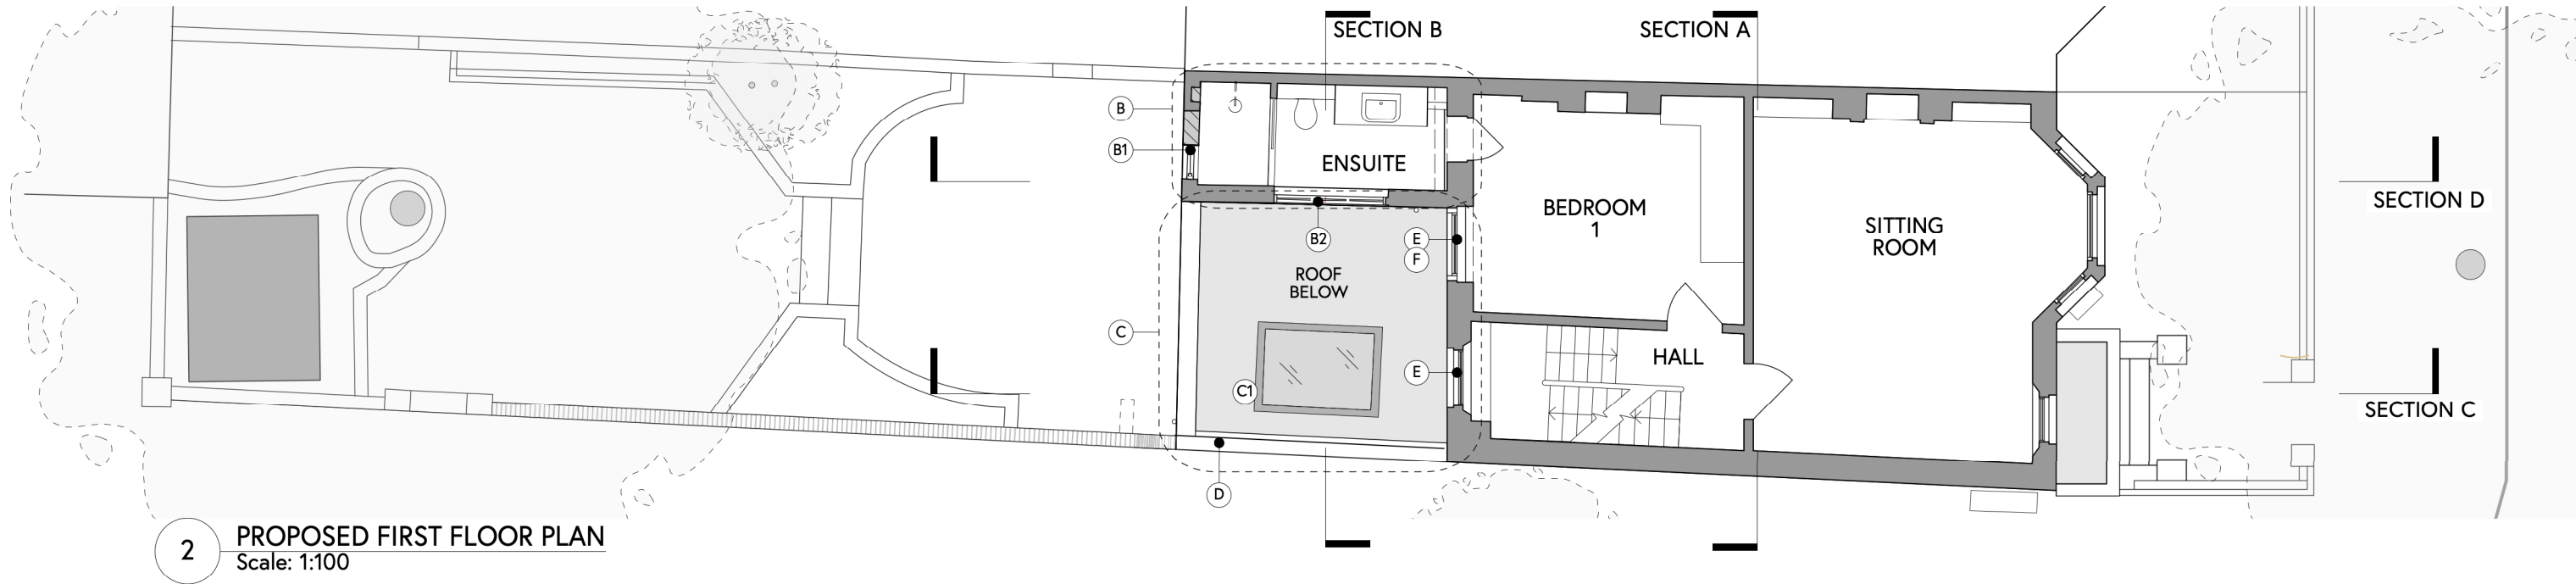 SECTION B
SECTION A
B
B1
ENSUITE
SECTION D
BEDROOM
1
SITTING
ROOM
B2
E
F
ROOF
BELOW
C
HALL
E
C1
SECTION C
D
2
PROPOSED FIRST FLOOR PLAN
Scale: 1:100